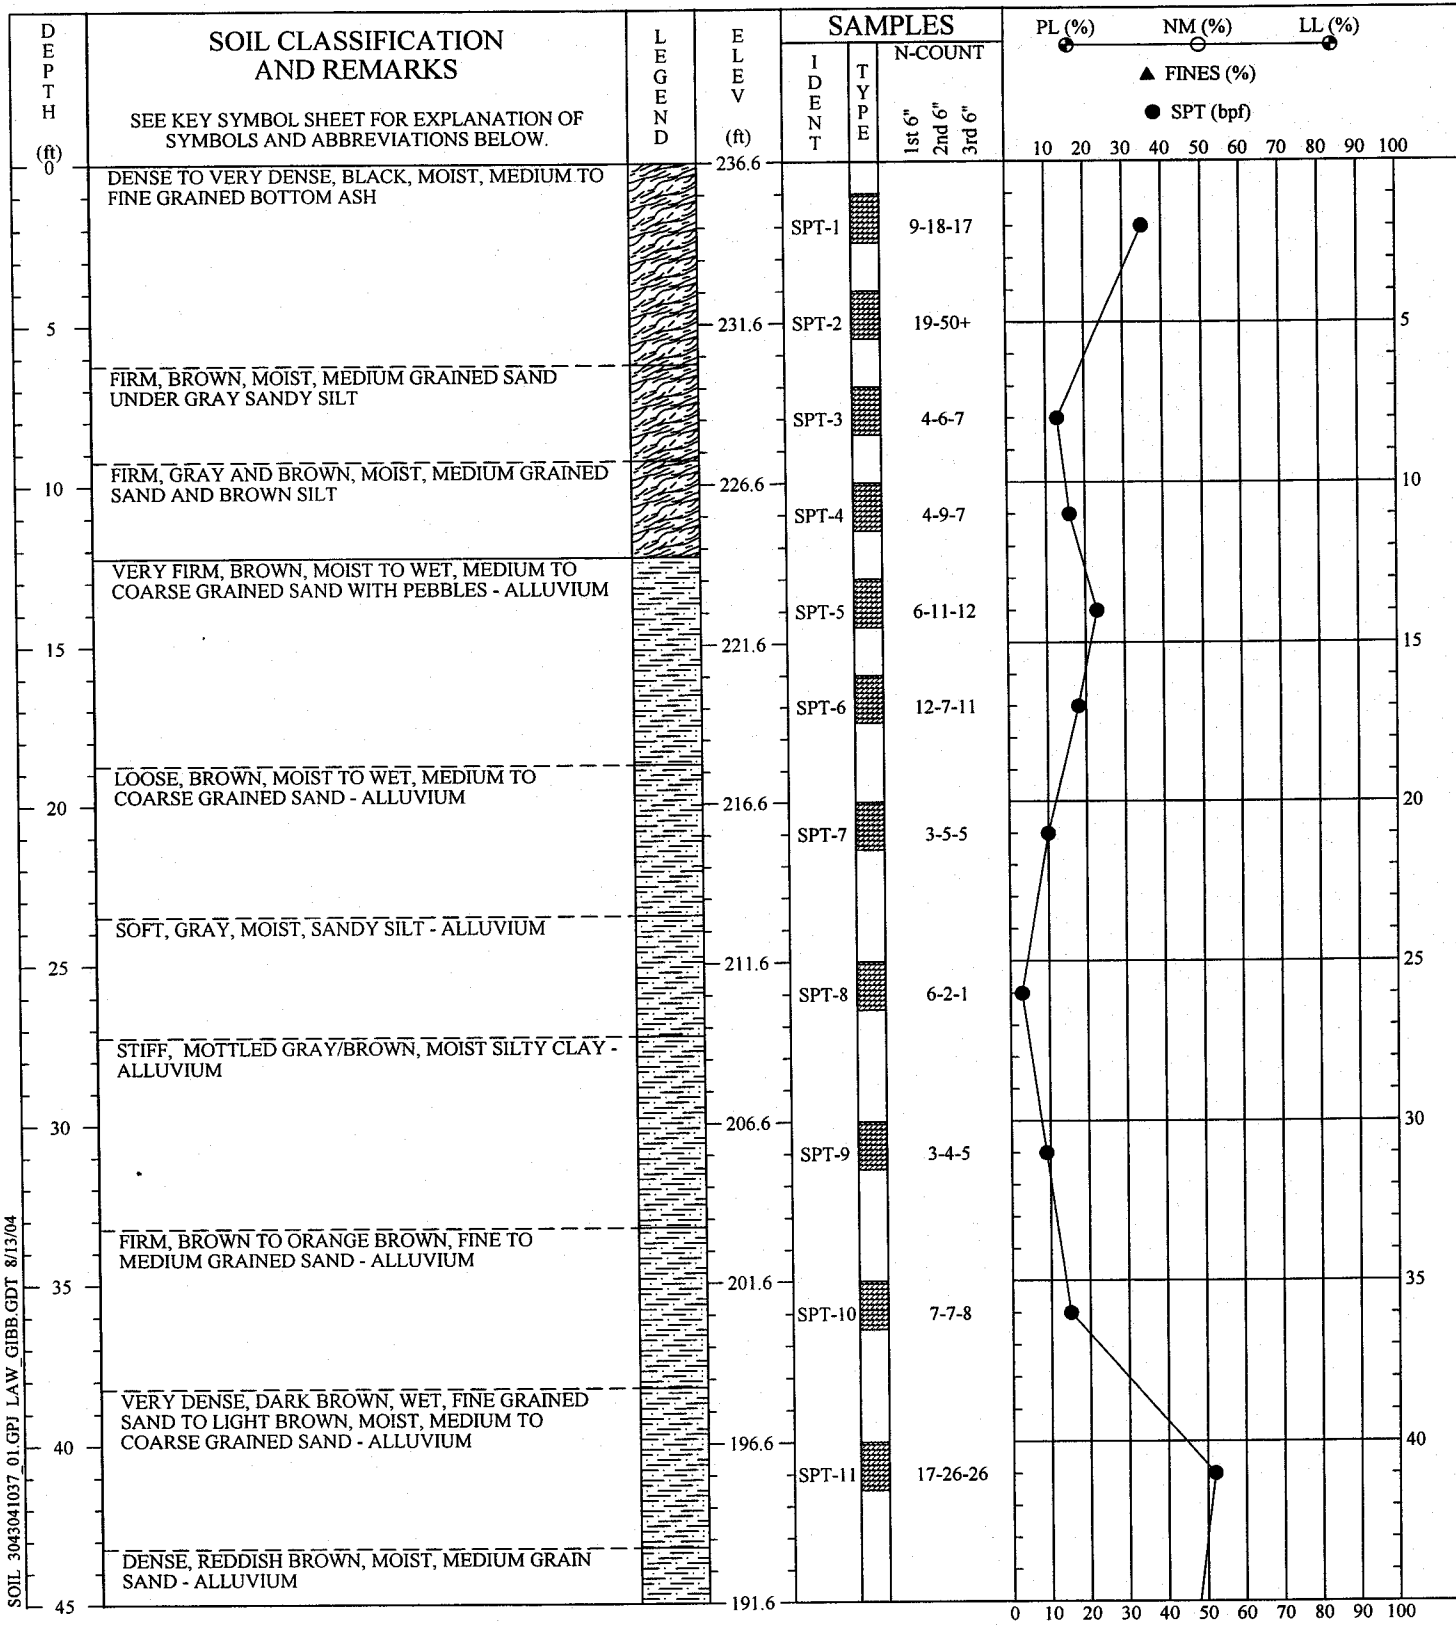 DEPTH (ft)
SOIL CLASSIFICATION
AND REMARKS
SEE KEY SYMBOL SHEET FOR EXPLANATION OF
SYMBOLS AND ABBREVIATIONS BELOW.
LEGEND
ELEV (ft)
SAMPLES
IDENT
TYPE
N-COUNT
1st 6"
2nd 6"
3rd 6"
PL (%) NM (%) LL (%)
▲ FINES (%)
● SPT (bpf)
10 20 30 40 50 60 70 80 90 100
0
236.6
DENSE TO VERY DENSE, BLACK, MOIST, MEDIUM TO
FINE GRAINED BOTTOM ASH
SPT-1 9-18-17
5 231.6 SPT-2 19-50+ 5
FIRM, BROWN, MOIST, MEDIUM GRAINED SAND
UNDER GRAY SANDY SILT
SPT-3 4-6-7
FIRM, GRAY AND BROWN, MOIST, MEDIUM GRAINED
SAND AND BROWN SILT
10 226.6 10
SPT-4 4-9-7
VERY FIRM, BROWN, MOIST TO WET, MEDIUM TO
COARSE GRAINED SAND WITH PEBBLES - ALLUVIUM
SPT-5 6-11-12
15 221.6 15
SPT-6 12-7-11
LOOSE, BROWN, MOIST TO WET, MEDIUM TO
COARSE GRAINED SAND - ALLUVIUM
20 216.6 20
SPT-7 3-5-5
SOFT, GRAY, MOIST, SANDY SILT - ALLUVIUM
25 211.6 25
SPT-8 6-2-1
STIFF, MOTTLED GRAY/BROWN, MOIST SILTY CLAY -
ALLUVIUM
30 206.6 30
SPT-9 3-4-5
FIRM, BROWN TO ORANGE BROWN, FINE TO
MEDIUM GRAINED SAND - ALLUVIUM
35 201.6 35
SPT-10 7-7-8
VERY DENSE, DARK BROWN, WET, FINE GRAINED
SAND TO LIGHT BROWN, MOIST, MEDIUM TO
COARSE GRAINED SAND - ALLUVIUM
40 196.6 40
SPT-11 17-26-26
DENSE, REDDISH BROWN, MOIST, MEDIUM GRAIN
SAND - ALLUVIUM
45 191.6
0 10 20 30 40 50 60 70 80 90 100
SOIL 3043041037_01.GPJ LAW_GIBB.GDT 8/13/04